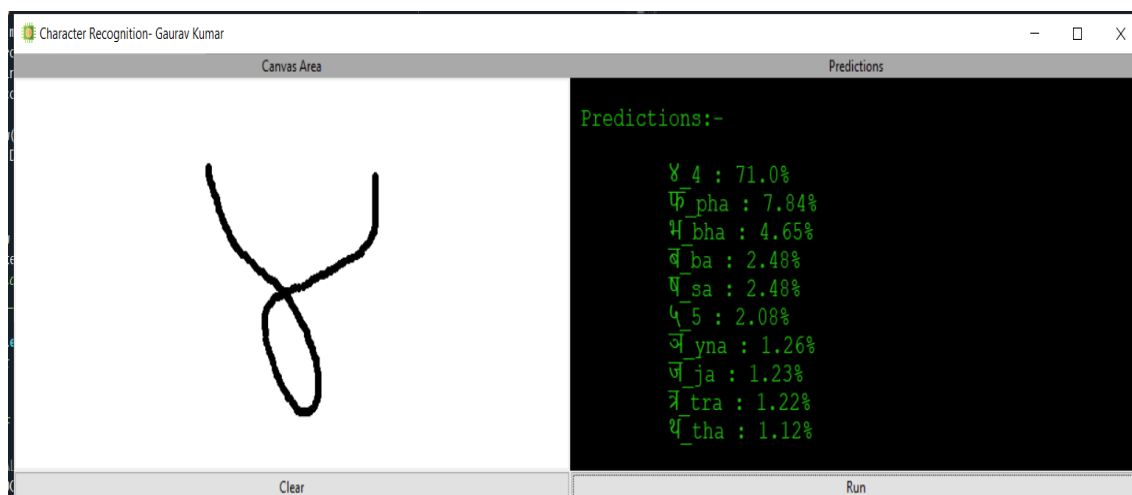 Character Recognition- Gaurav Kumar
Canvas Area
Predictions
४
Predictions:-
४_4 : 71.0%
फ_pha : 7.84%
भ_bha : 4.65%
ब_ba : 2.48%
ष_sa : 2.48%
५_5 : 2.08%
ञ_yna : 1.26%
ज_ja : 1.23%
त्र_tra : 1.22%
थ_tha : 1.12%
Clear
Run